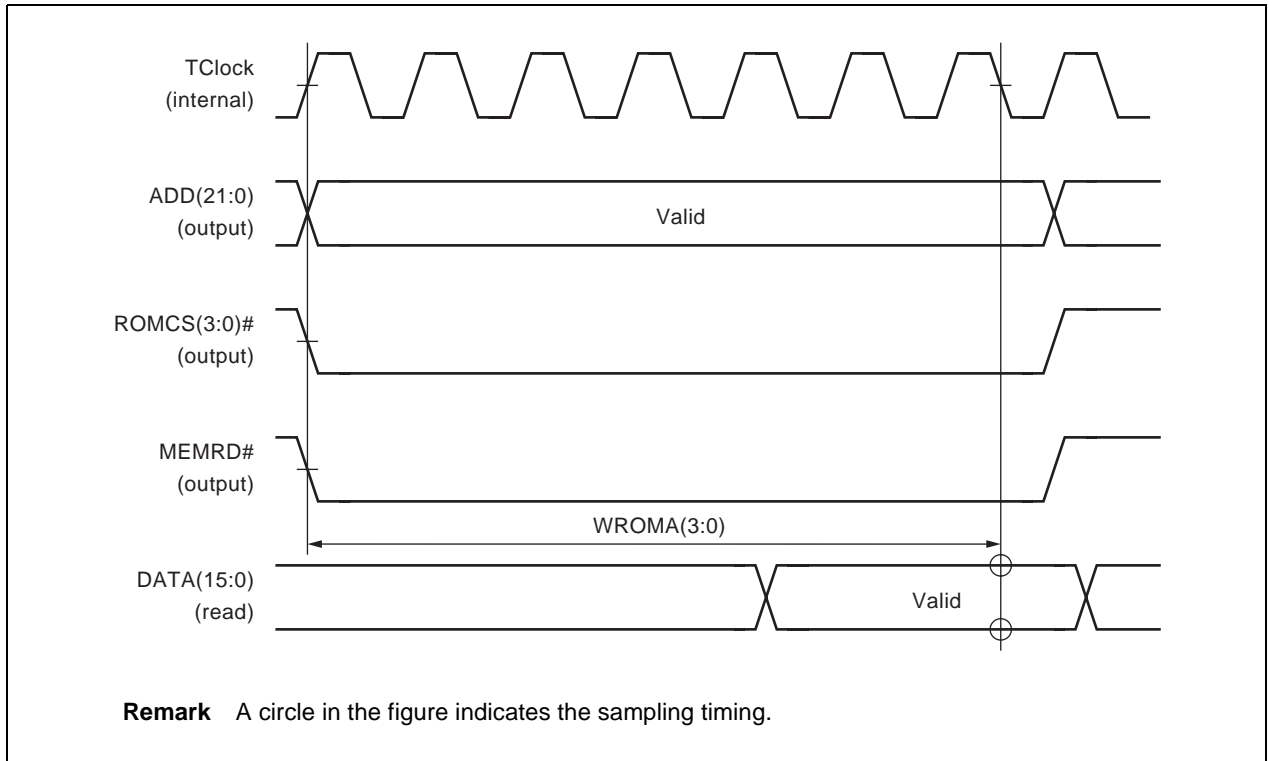 TClock
(internal)
ADD(21:0)
(output)
Valid
ROMCS(3:0)#
(output)
MEMRD#
(output)
WROMA(3:0)
DATA(15:0)
(read)
Valid
Remark A circle in the figure indicates the sampling timing.